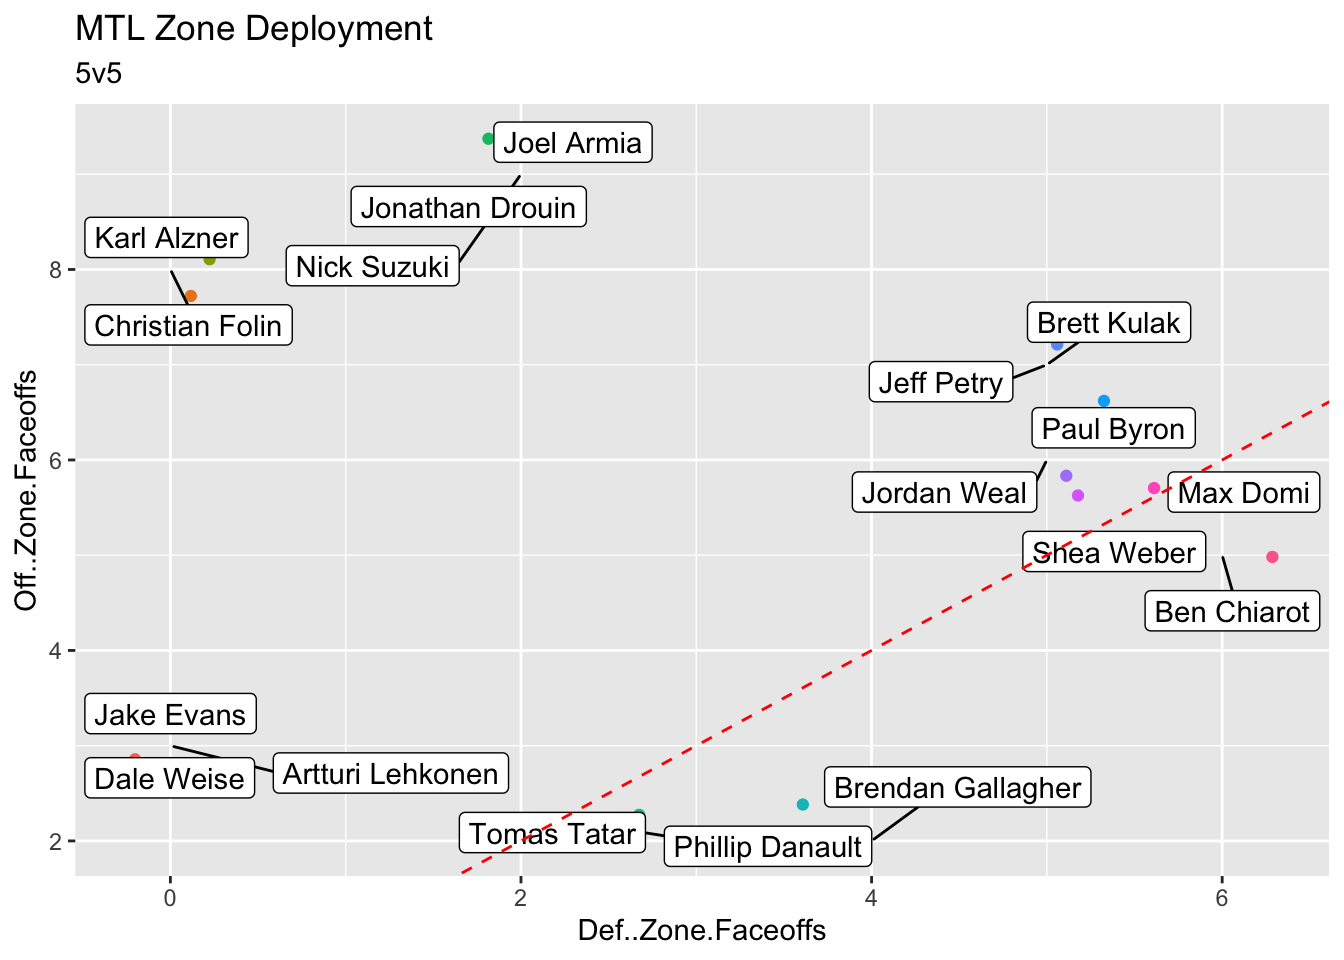 MTL Zone Deployment
5v5
Joel Armia
Jonathan Drouin
Karl Alzner
Nick Suzuki
Christian Folin
Brett Kulak
Jeff Petry
Paul Byron
Jordan Weal
Max Domi
Shea Weber
Ben Chiarot
Jake Evans
Dale Weise
Artturi Lehkonen
Brendan Gallagher
Tomas Tatar
Phillip Danault
8
6
4
2
Off..Zone.Faceoffs
0
2
4
6
Def..Zone.Faceoffs